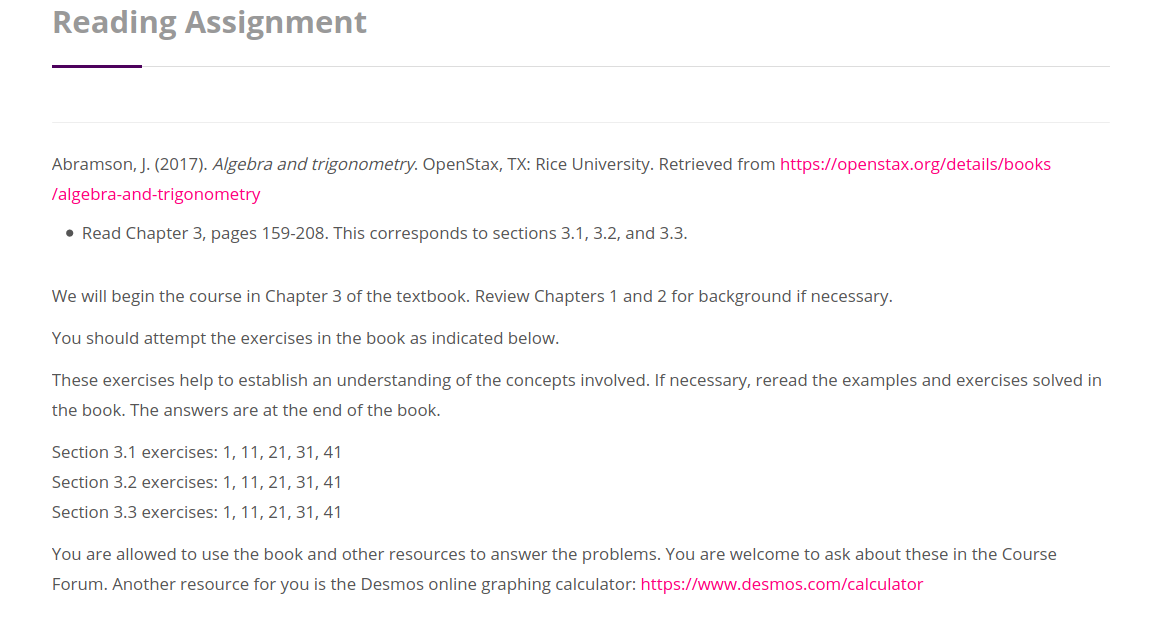 Reading Assignment
Abramson, J. (2017). Algebra and trigonometry. OpenStax, TX: Rice University. Retrieved from https://openstax.org/details/books
/algebra-and-trigonometry
● Read Chapter 3, pages 159-208. This corresponds to sections 3.1, 3.2, and 3.3.
We will begin the course in Chapter 3 of the textbook. Review Chapters 1 and 2 for background if necessary.
You should attempt the exercises in the book as indicated below.
These exercises help to establish an understanding of the concepts involved. If necessary, reread the examples and exercises solved in
the book. The answers are at the end of the book.
Section 3.1 exercises: 1, 11, 21, 31, 41
Section 3.2 exercises: 1, 11, 21, 31, 41
Section 3.3 exercises: 1, 11, 21, 31, 41
You are allowed to use the book and other resources to answer the problems. You are welcome to ask about these in the Course
Forum. Another resource for you is the Desmos online graphing calculator: https://www.desmos.com/calculator